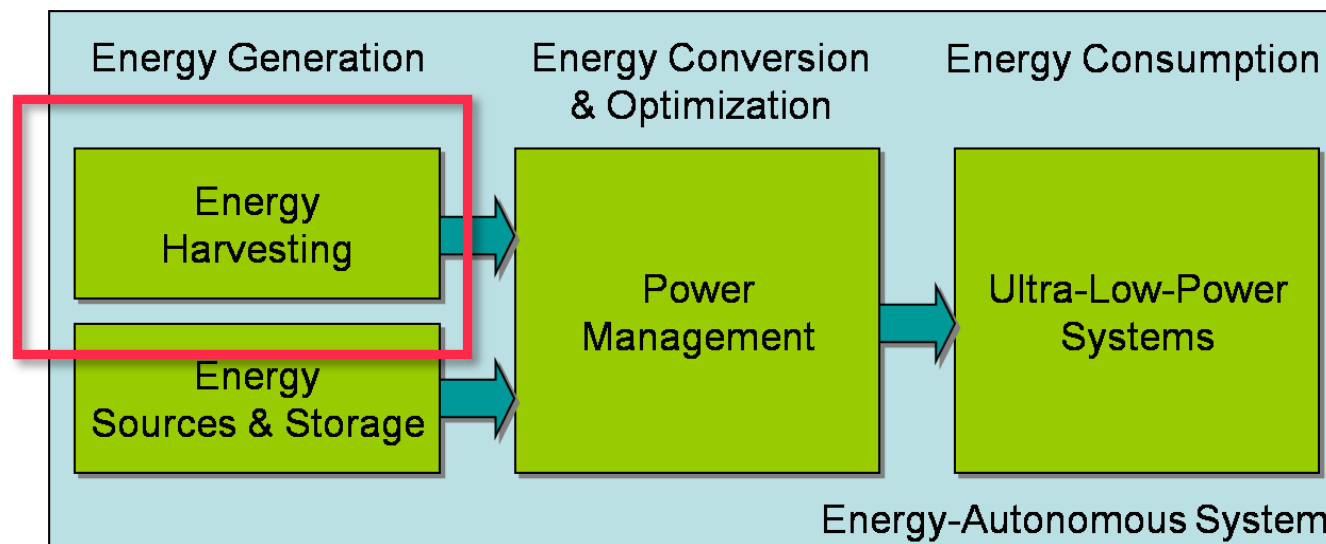 Energy Generation
Energy Conversion
& Optimization
Energy Consumption
Energy
Harvesting
Energy
Sources & Storage
Power
Management
Ultra-Low-Power
Systems
Energy-Autonomous System